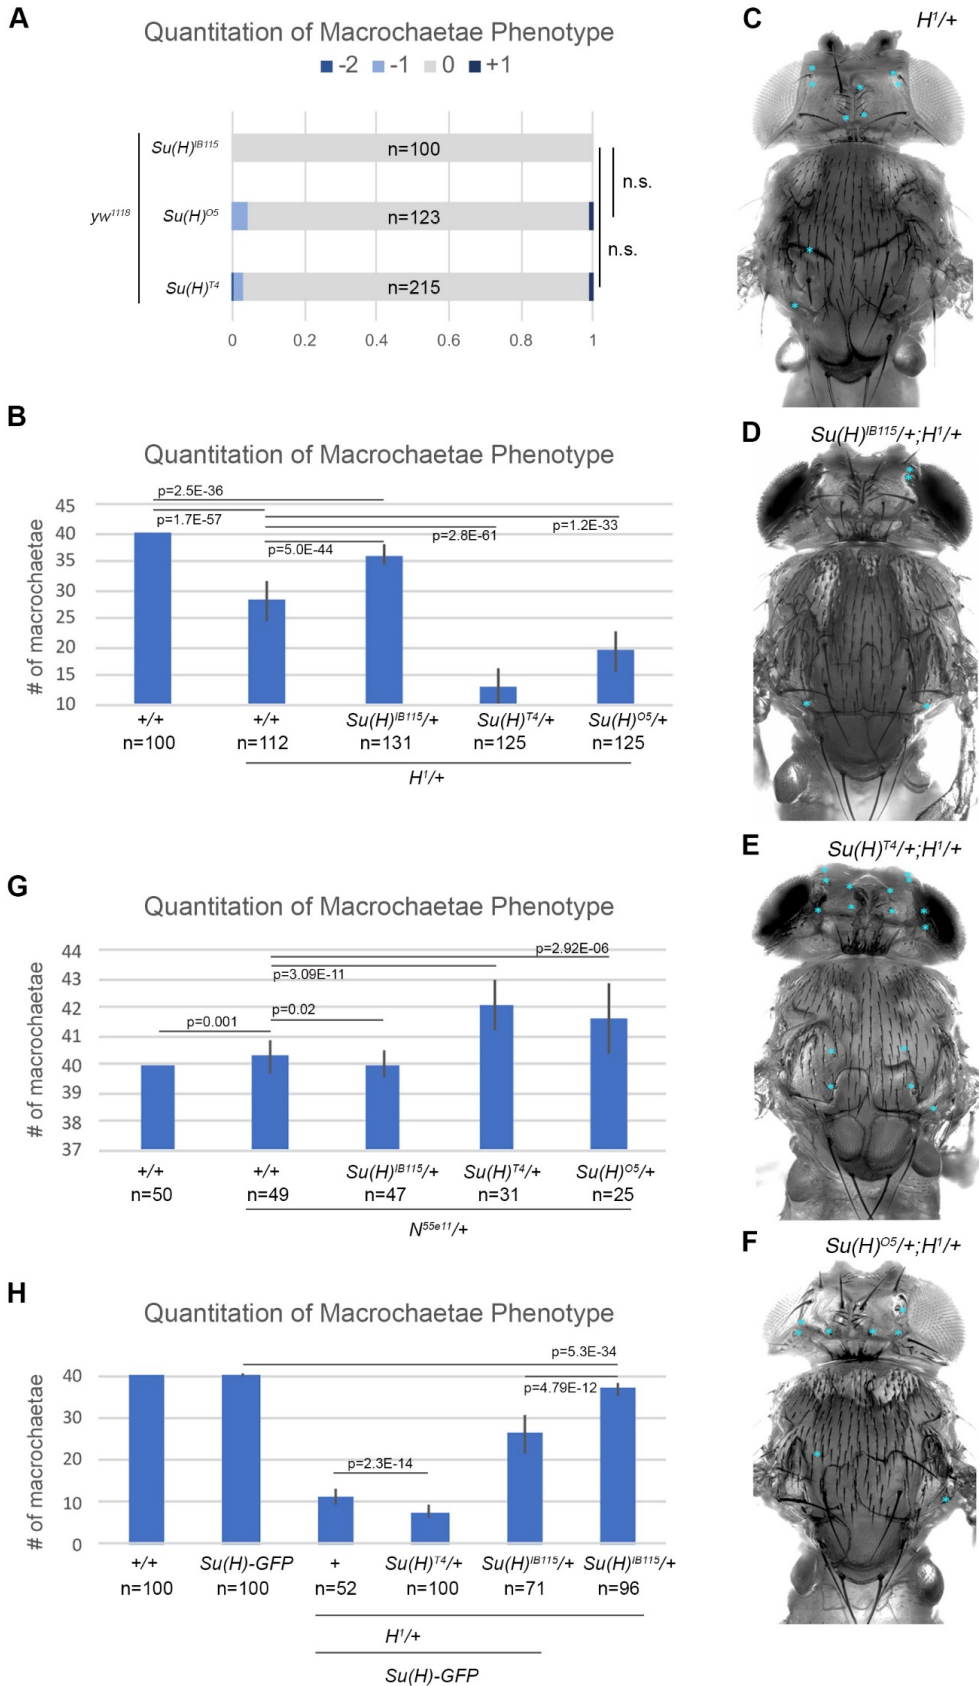 A
Quantitation of Macrochaetae Phenotype
-2 -1 0 +1
yw1118
Su(H)IB115
n=100
Su(H)O5
n=123
Su(H)T4
n=215
n.s.
n.s.
0 0.2 0.4 0.6 0.8 1
B
Quantitation of Macrochaetae Phenotype
# of macrochaetae
45
40
35
30
25
20
15
10
p=2.5E-36
p=1.7E-57
p=5.0E-44
p=2.8E-61
p=1.2E-33
+/+ +/+ Su(H)IB115/+ Su(H)T4/+ Su(H)O5/+
n=100 n=112 n=131 n=125 n=125
H1/+
G
Quantitation of Macrochaetae Phenotype
# of macrochaetae
44
43
42
41
40
39
38
37
p=0.001
p=0.02
p=3.09E-11
p=2.92E-06
+/+ +/+ Su(H)IB115/+ Su(H)T4/+ Su(H)O5/+
n=50 n=49 n=47 n=31 n=25
N55e11/+
H
Quantitation of Macrochaetae Phenotype
# of macrochaetae
40
30
20
10
0
p=2.3E-14
p=5.3E-34
p=4.79E-12
+/+ Su(H)-GFP + Su(H)T4/+ Su(H)IB115/+ Su(H)IB115/+
n=100 n=100 n=52 n=100 n=71 n=96
H1/+
Su(H)-GFP
C
H1/+
D
Su(H)IB115/+;H1/+
E
Su(H)T4/+;H1/+
F
Su(H)O5/+;H1/+